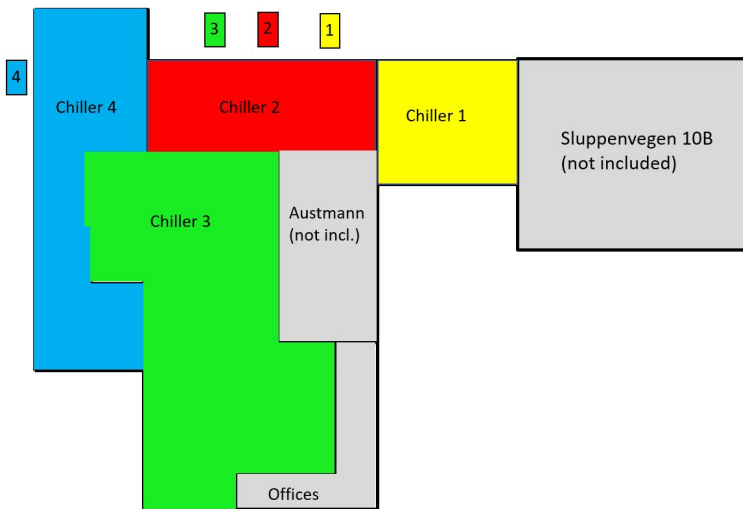 3
2
1
4
Chiller 4
Chiller 2
Chiller 1
Sluppenvegen 10B
(not included)
Chiller 3
Austmann
(not incl.)
Offices